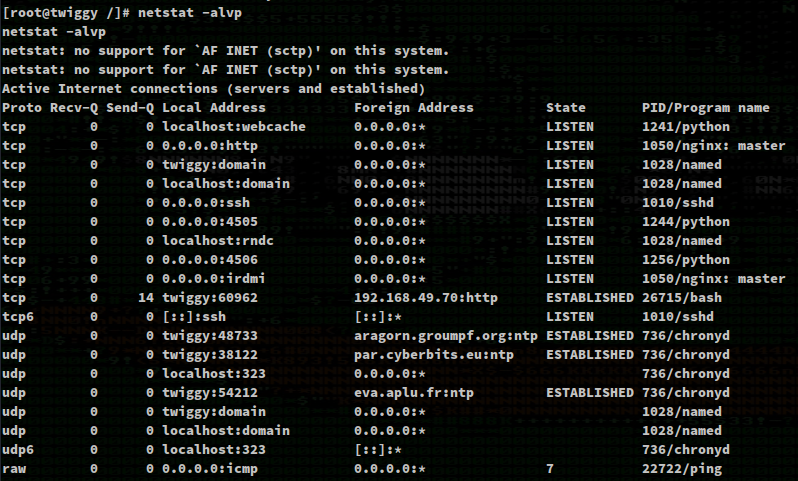 [root@twiggy /]# netstat -alvp
netstat -alvp
netstat: no support for `AF INET (sctp)' on this system.
netstat: no support for `AF INET (sctp)' on this system.
Active Internet connections (servers and established)
Proto Recv-Q Send-Q Local Address           Foreign Address         State       PID/Program name
tcp        0      0 localhost:webcache      0.0.0.0:*               LISTEN      1241/python
tcp        0      0 0.0.0.0:http            0.0.0.0:*               LISTEN      1050/nginx: master
tcp        0      0 twiggy:domain           0.0.0.0:*               LISTEN      1028/named
tcp        0      0 localhost:domain        0.0.0.0:*               LISTEN      1028/named
tcp        0      0 0.0.0.0:ssh             0.0.0.0:*               LISTEN      1010/sshd
tcp        0      0 0.0.0.0:4505            0.0.0.0:*               LISTEN      1244/python
tcp        0      0 localhost:rndc          0.0.0.0:*               LISTEN      1028/named
tcp        0      0 0.0.0.0:4506            0.0.0.0:*               LISTEN      1256/python
tcp        0      0 0.0.0.0:irdmi           0.0.0.0:*               LISTEN      1050/nginx: master
tcp        0     14 twiggy:60962            192.168.49.70:http      ESTABLISHED 26715/bash
tcp6       0      0 [::]:ssh                [::]:*                  LISTEN      1010/sshd
udp        0      0 twiggy:48733            aragorn.groumpf.org:ntp ESTABLISHED 736/chronyd
udp        0      0 twiggy:38122            par.cyberbits.eu:ntp    ESTABLISHED 736/chronyd
udp        0      0 localhost:323           0.0.0.0:*                           736/chronyd
udp        0      0 twiggy:54212            eva.aplu.fr:ntp         ESTABLISHED 736/chronyd
udp        0      0 twiggy:domain           0.0.0.0:*                           1028/named
udp        0      0 localhost:domain        0.0.0.0:*                           1028/named
udp6       0      0 localhost:323           [::]:*                              736/chronyd
raw        0      0 0.0.0.0:icmp            0.0.0.0:*               7           22722/ping